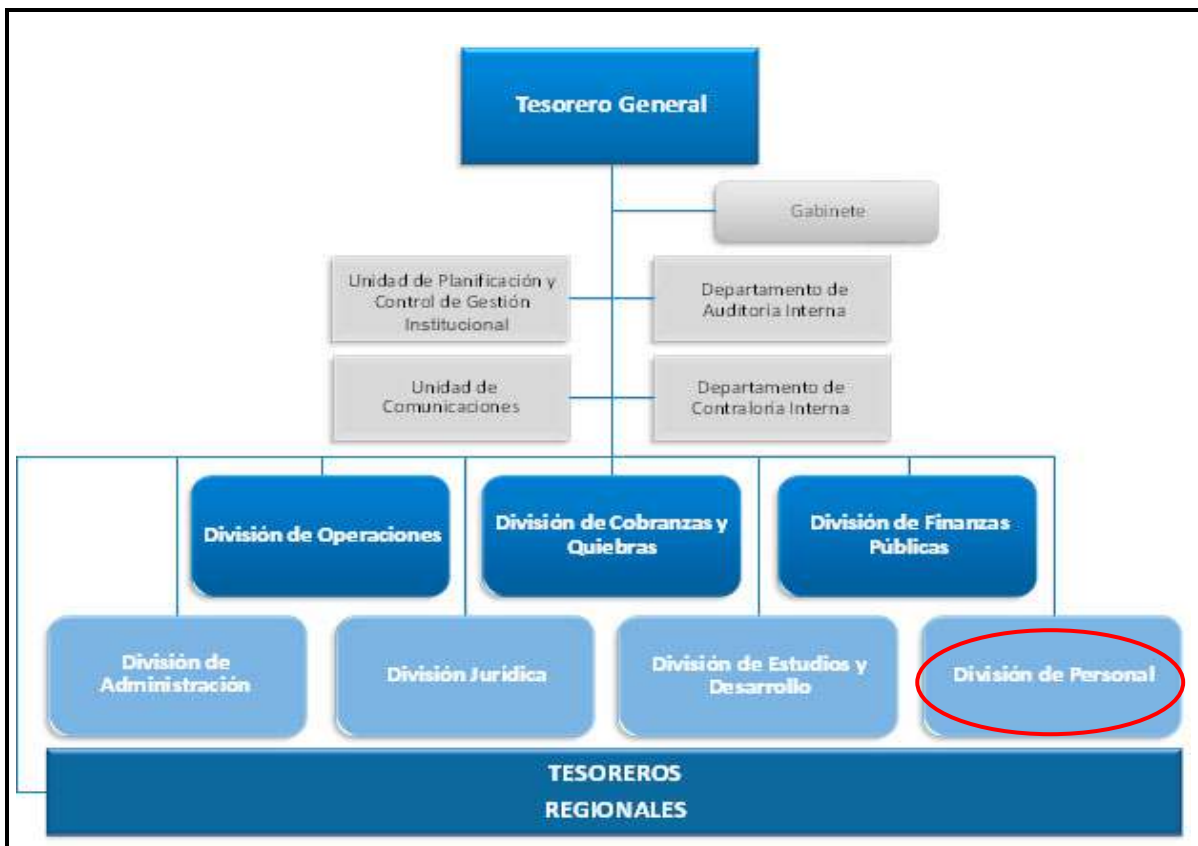 Tesorero General
Gabinete
Unidad de Planificación y
Control de Gestión
Institucional
Departamento de
Auditoria Interna
Unidad de
Comunicaciones
Departamento de
Contraloría Interna
División de Operaciones
División de Cobranzas y
Quiebras
División de Finanzas
Públicas
División de
Administración
División Jurídica
División de Estudios y
Desarrollo
División de Personal
TESOREROS
REGIONALES